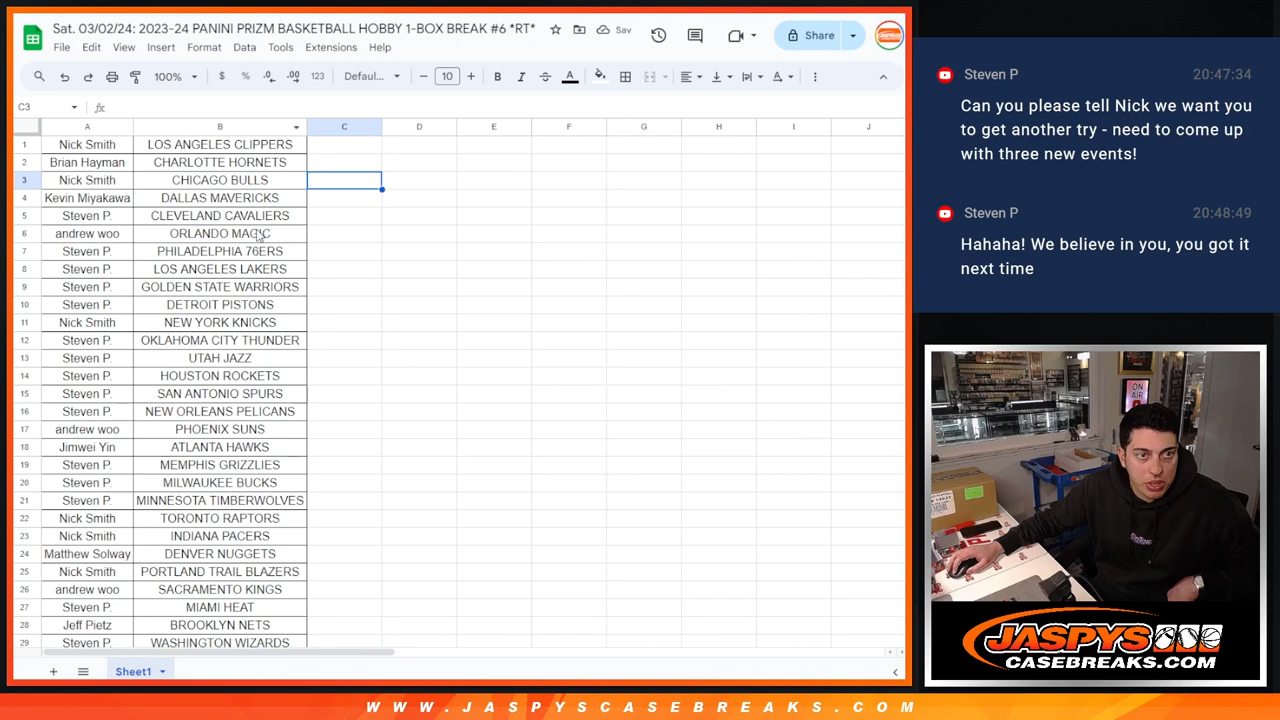 Sat. 03/02/24: 2023-24 PANINI PRIZM BASKETBALL HOBBY 1-BOX BREAK #6 *RT*
Sav
Share
File Edit View Insert Format Data Tools Extensions Help
100% $ % .0 .00 123 Defaul... 10 B I A
C3 fx
A B C D E F G H I J
1 Nick Smith LOS ANGELES CLIPPERS
2 Brian Hayman CHARLOTTE HORNETS
3 Nick Smith CHICAGO BULLS
4 Kevin Miyakawa DALLAS MAVERICKS
5 Steven P. CLEVELAND CAVALIERS
6 andrew woo ORLANDO MAGIC
7 Steven P. PHILADELPHIA 76ERS
8 Steven P. LOS ANGELES LAKERS
9 Steven P. GOLDEN STATE WARRIORS
10 Steven P. DETROIT PISTONS
11 Nick Smith NEW YORK KNICKS
12 Steven P. OKLAHOMA CITY THUNDER
13 Steven P. UTAH JAZZ
14 Steven P. HOUSTON ROCKETS
15 Steven P. SAN ANTONIO SPURS
16 Steven P. NEW ORLEANS PELICANS
17 andrew woo PHOENIX SUNS
18 Jimwei Yin ATLANTA HAWKS
19 Steven P. MEMPHIS GRIZZLIES
20 Steven P. MILWAUKEE BUCKS
21 Steven P. MINNESOTA TIMBERWOLVES
22 Nick Smith TORONTO RAPTORS
23 Nick Smith INDIANA PACERS
24 Matthew Solway DENVER NUGGETS
25 Nick Smith PORTLAND TRAIL BLAZERS
26 andrew woo SACRAMENTO KINGS
27 Steven P. MIAMI HEAT
28 Jeff Pietz BROOKLYN NETS
29 Steven P. WASHINGTON WIZARDS
Sheet1
Steven P 20:47:34
Can you please tell Nick we want you
to get another try - need to come up
with three new events!
Steven P 20:48:49
Hahaha! We believe in you, you got it
next time
ON
AIR
JASPYS
CASEBREAKS.COM
WWW.JASPYSCASEBREAKS.COM